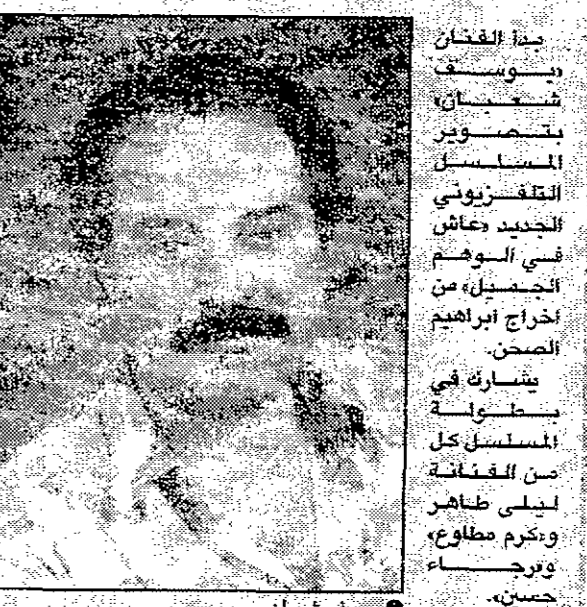 بدأ الفنان
«يوسف
شعبان»
بتصوير
المسلسل
التلفزيوني
الجديد «عاش
في الوهم
الجميل» من
اخراج ابراهيم
الصحن.
يشارك في
بطولة
المسلسل كل
من الفنانة
ليلى طاهر
و«كرم مطاوع»
و«رجاء
حسين».